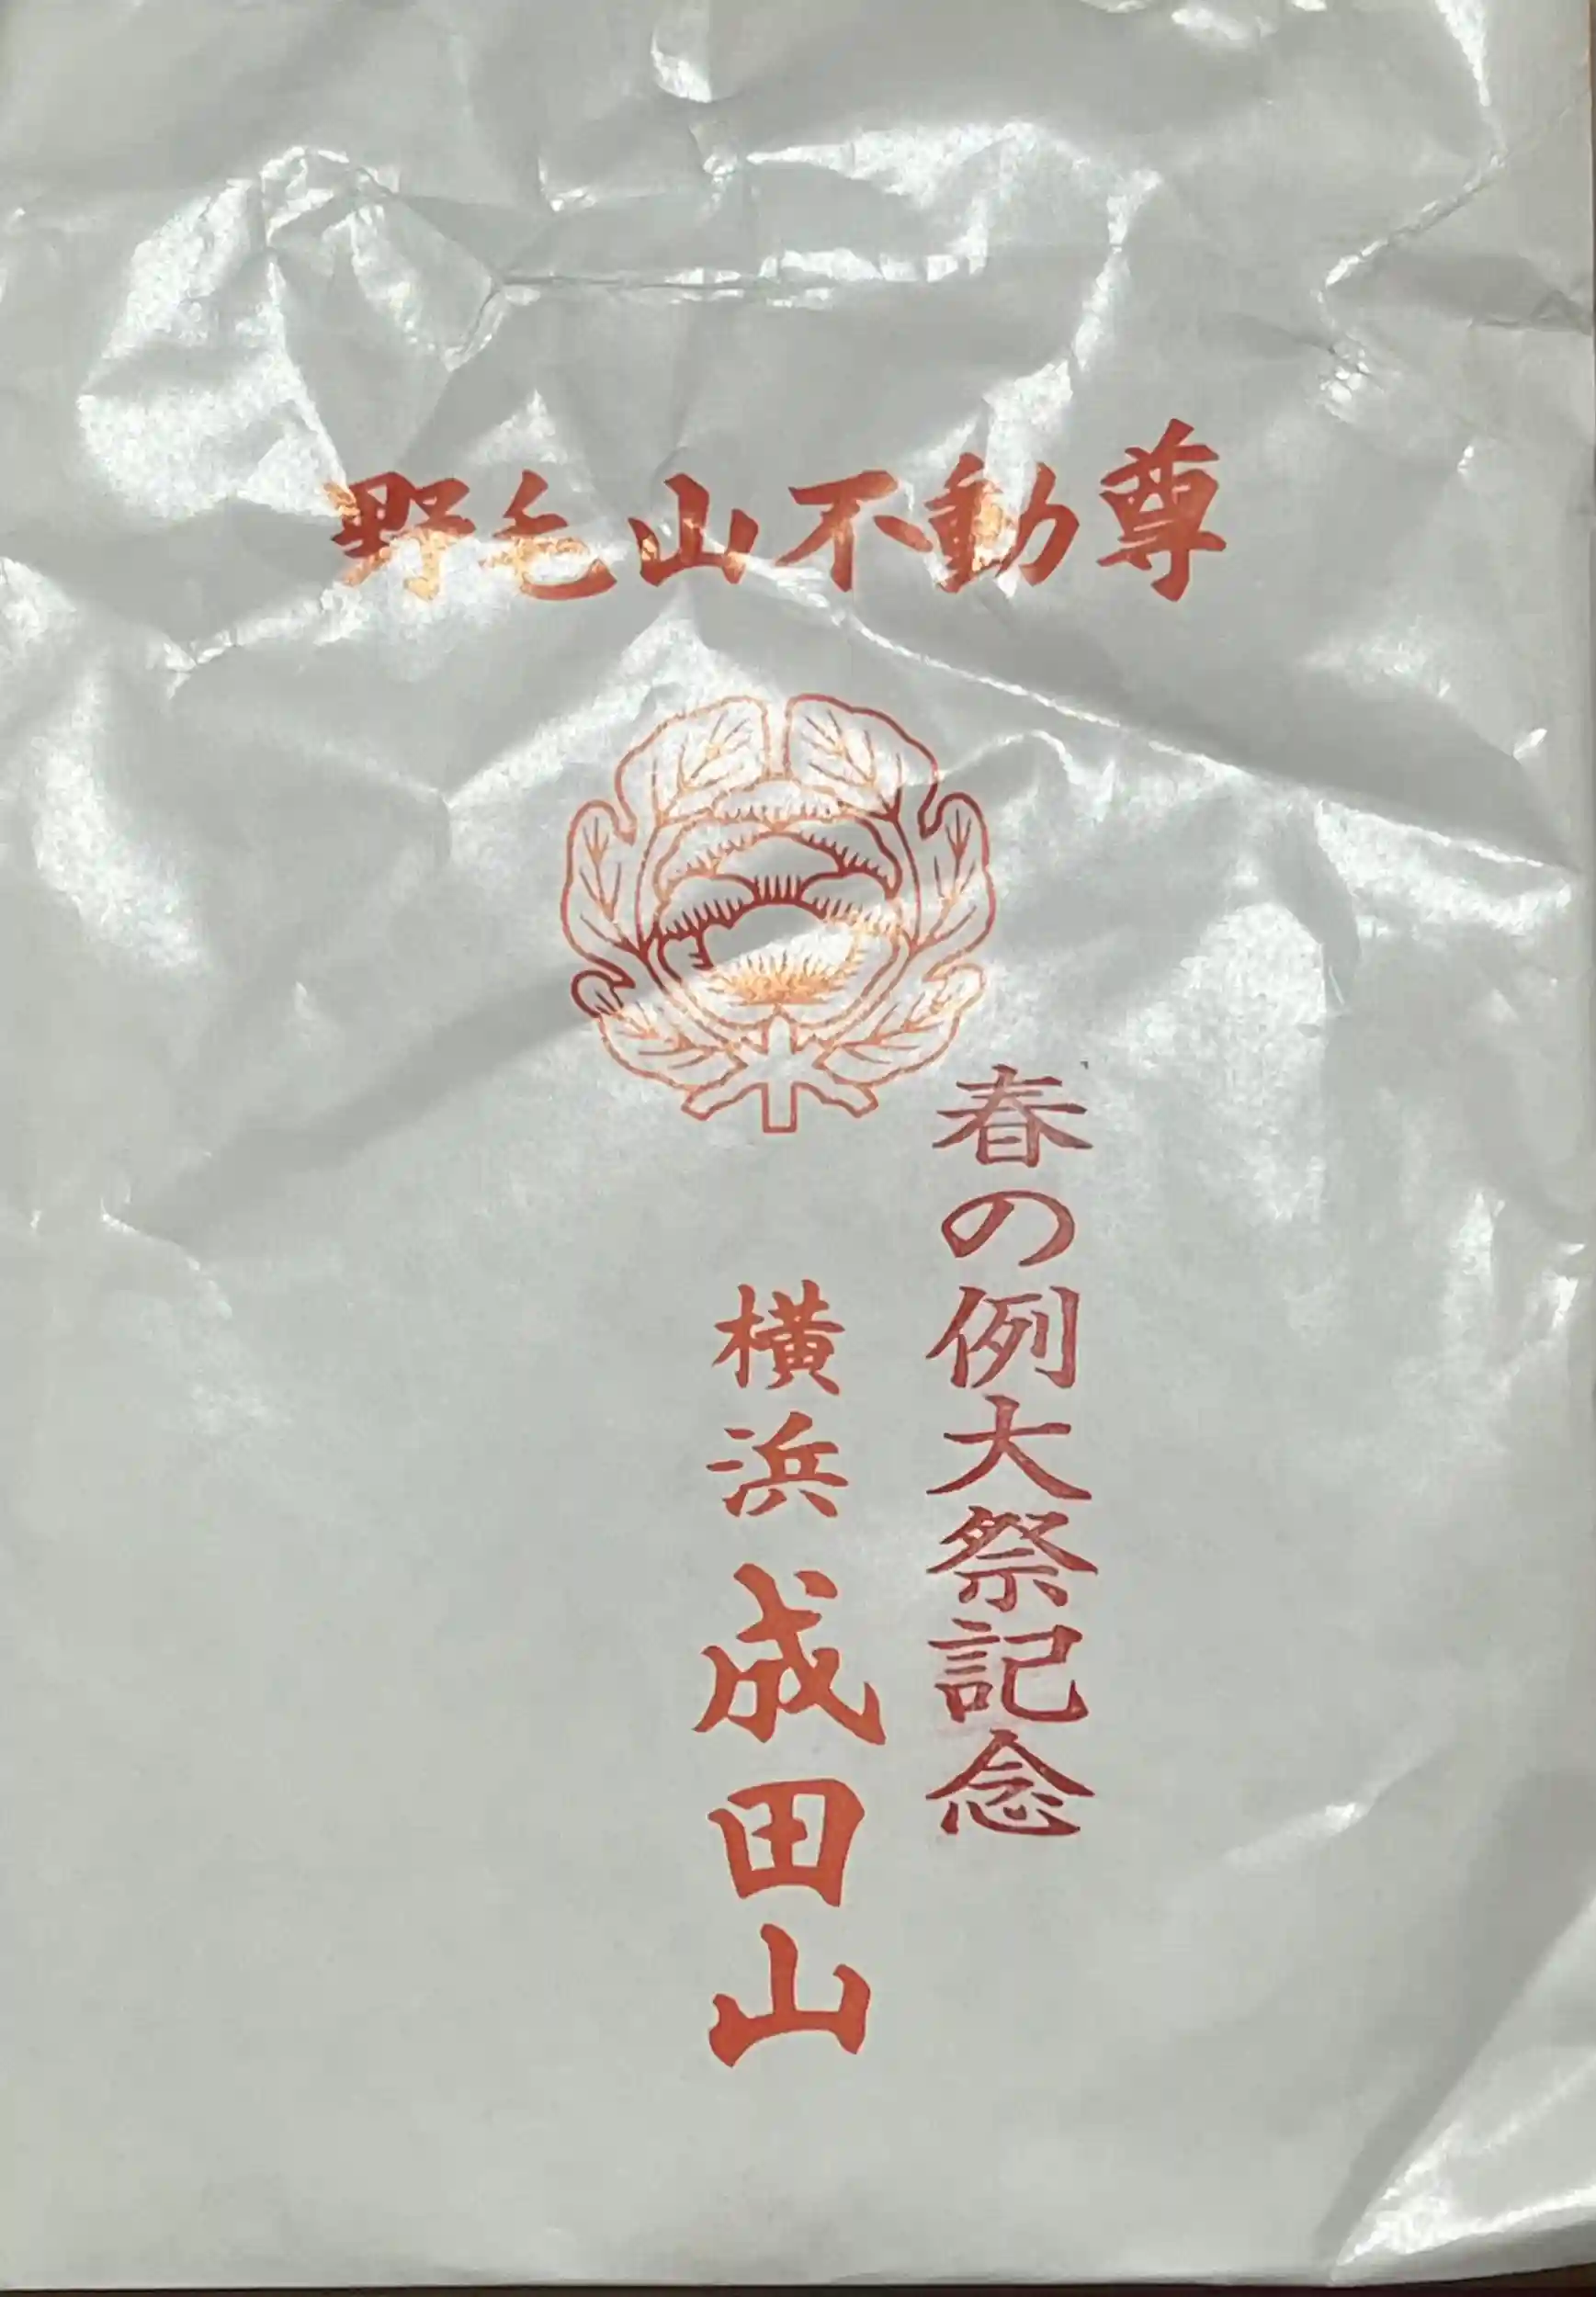 野毛山不動尊
春の例大祭記念
横浜成田山